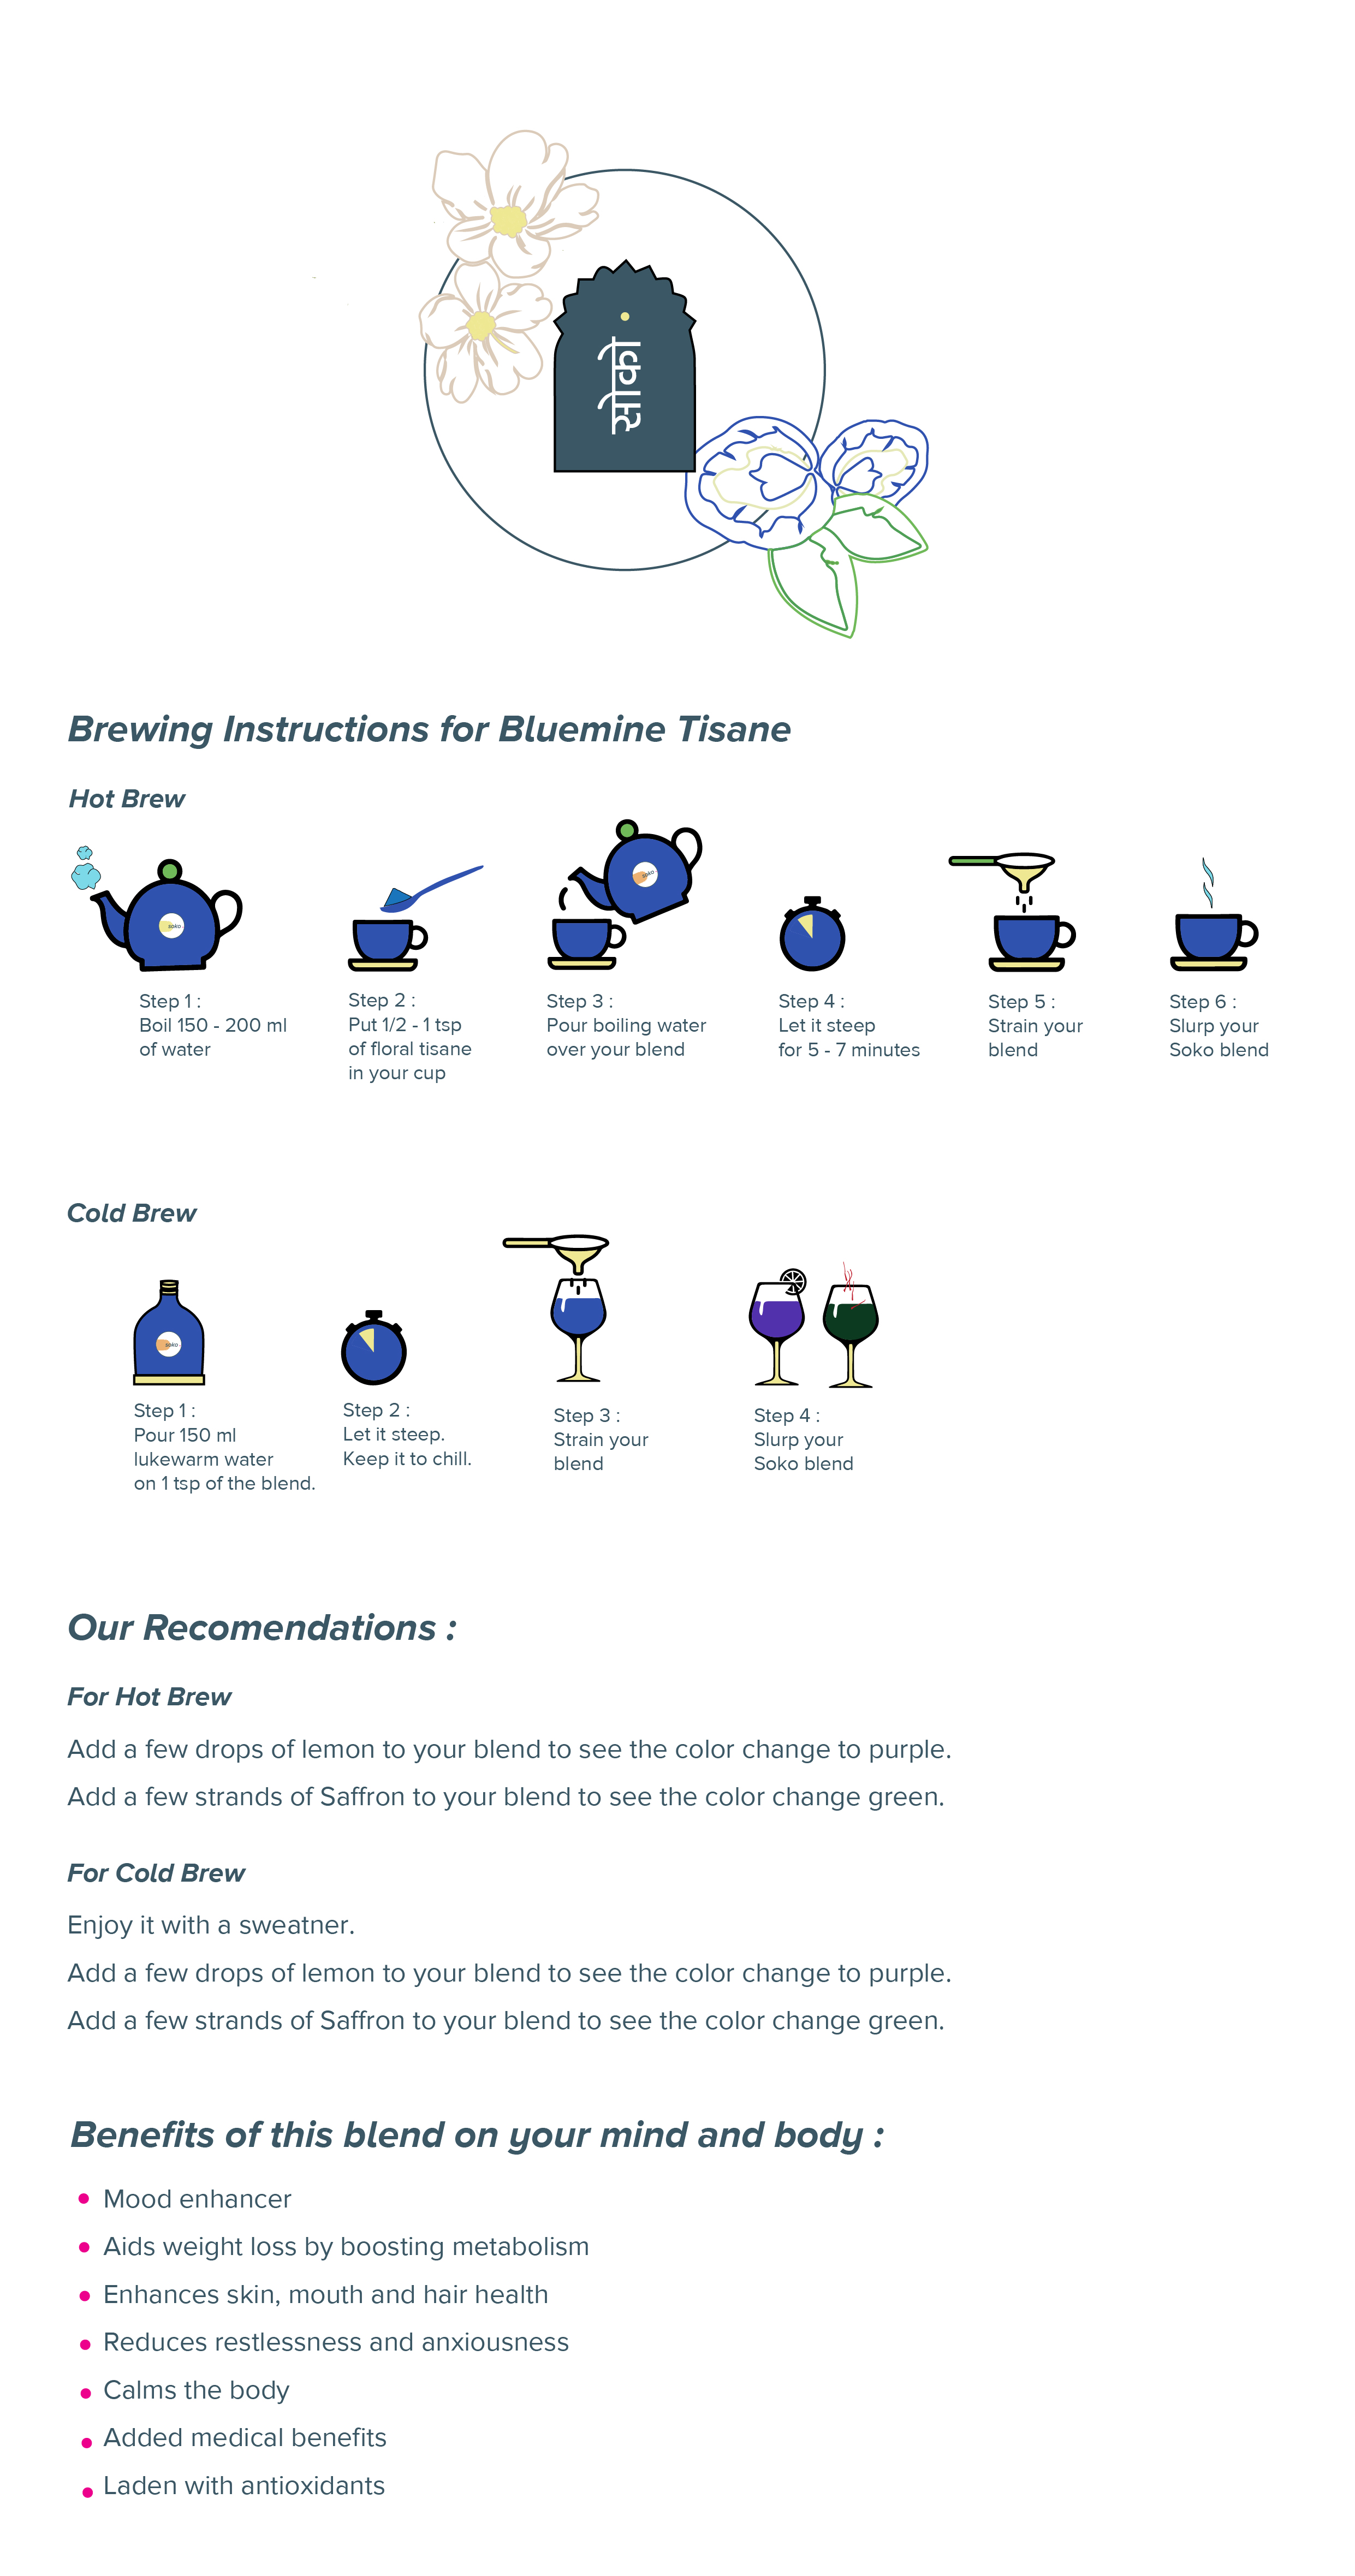 सोको
Brewing Instructions for Bluemine Tisane
Hot Brew
soko
soko
Step 1 :
Boil 150 - 200 ml
of water
Step 2 :
Put 1/2 - 1 tsp
of floral tisane
in your cup
Step 3 :
Pour boiling water
over your blend
Step 4 :
Let it steep
for 5 - 7 minutes
Step 5 :
Strain your
blend
Step 6 :
Slurp your
Soko blend
Cold Brew
soko
Step 1 :
Pour 150 ml
lukewarm water
on 1 tsp of the blend.
Step 2 :
Let it steep.
Keep it to chill.
Step 3 :
Strain your
blend
Step 4 :
Slurp your
Soko blend
Our Recomendations :
For Hot Brew
Add a few drops of lemon to your blend to see the color change to purple.
Add a few strands of Saffron to your blend to see the color change green.
For Cold Brew
Enjoy it with a sweatner.
Add a few drops of lemon to your blend to see the color change to purple.
Add a few strands of Saffron to your blend to see the color change green.
Benefits of this blend on your mind and body :
Mood enhancer
Aids weight loss by boosting metabolism
Enhances skin, mouth and hair health
Reduces restlessness and anxiousness
Calms the body
Added medical benefits
Laden with antioxidants